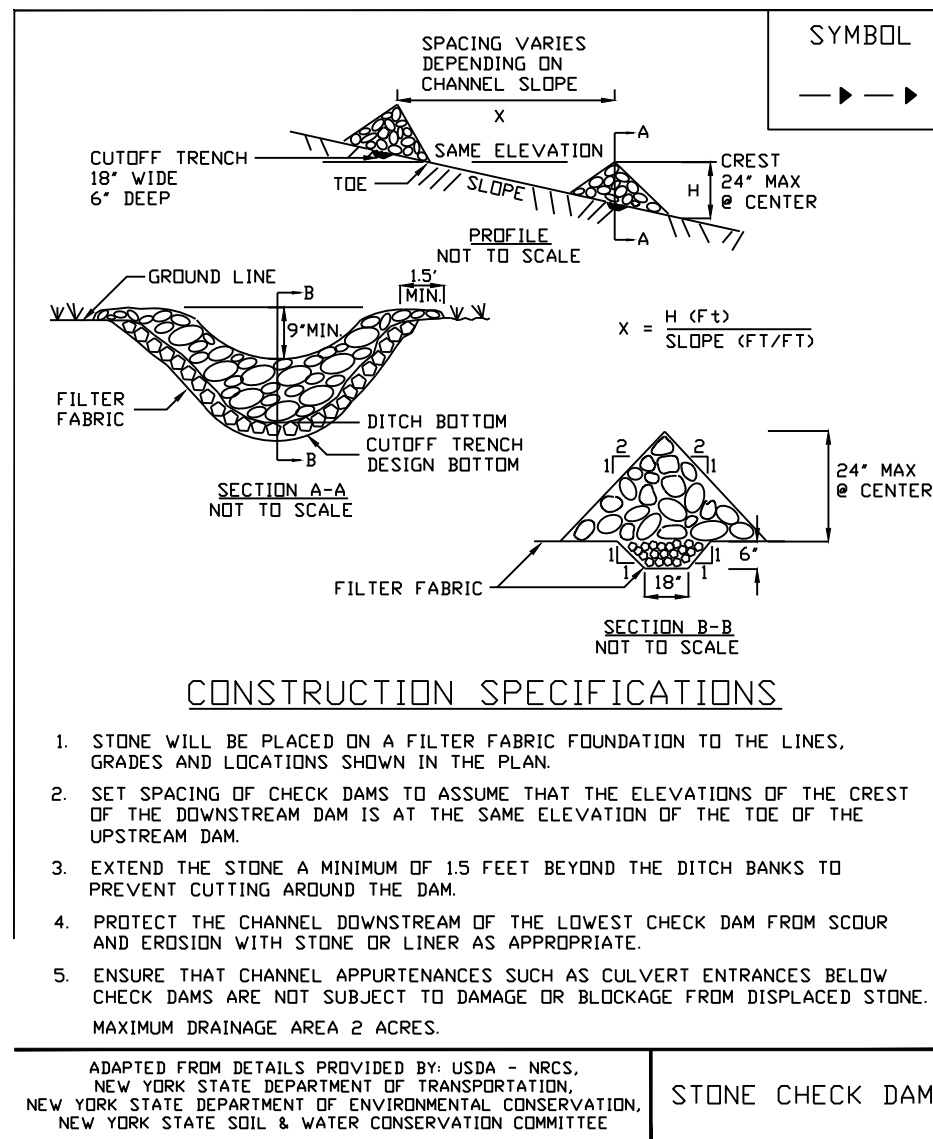 SYMBOL
SPACING VARIES
DEPENDING ON
CHANNEL SLOPE
X
A
CUTOFF TRENCH
18" WIDE
6" DEEP
SAME ELEVATION
TOE
SLOPE
H
CREST
24" MAX
@ CENTER
A
PROFILE
NOT TO SCALE
GROUND LINE
B
1.5'
MIN.
9"MIN.
X = H (Ft)
SLOPE (FT/FT)
FILTER
FABRIC
DITCH BOTTOM
CUTOFF TRENCH
DESIGN BOTTOM
B
SECTION A-A
NOT TO SCALE
2 2
1 1
24" MAX
@ CENTER
1 1
6"
1 1
18"
FILTER FABRIC
SECTION B-B
NOT TO SCALE
CONSTRUCTION SPECIFICATIONS
1. STONE WILL BE PLACED ON A FILTER FABRIC FOUNDATION TO THE LINES,
GRADES AND LOCATIONS SHOWN IN THE PLAN.
2. SET SPACING OF CHECK DAMS TO ASSUME THAT THE ELEVATIONS OF THE CREST
OF THE DOWNSTREAM DAM IS AT THE SAME ELEVATION OF THE TOE OF THE
UPSTREAM DAM.
3. EXTEND THE STONE A MINIMUM OF 1.5 FEET BEYOND THE DITCH BANKS TO
PREVENT CUTTING AROUND THE DAM.
4. PROTECT THE CHANNEL DOWNSTREAM OF THE LOWEST CHECK DAM FROM SCOUR
AND EROSION WITH STONE OR LINER AS APPROPRIATE.
5. ENSURE THAT CHANNEL APPURTENANCES SUCH AS CULVERT ENTRANCES BELOW
CHECK DAMS ARE NOT SUBJECT TO DAMAGE OR BLOCKAGE FROM DISPLACED STONE.
MAXIMUM DRAINAGE AREA 2 ACRES.
ADAPTED FROM DETAILS PROVIDED BY: USDA - NRCS,
NEW YORK STATE DEPARTMENT OF TRANSPORTATION,
NEW YORK STATE DEPARTMENT OF ENVIRONMENTAL CONSERVATION,
NEW YORK STATE SOIL & WATER CONSERVATION COMMITTEE
STONE CHECK DAM